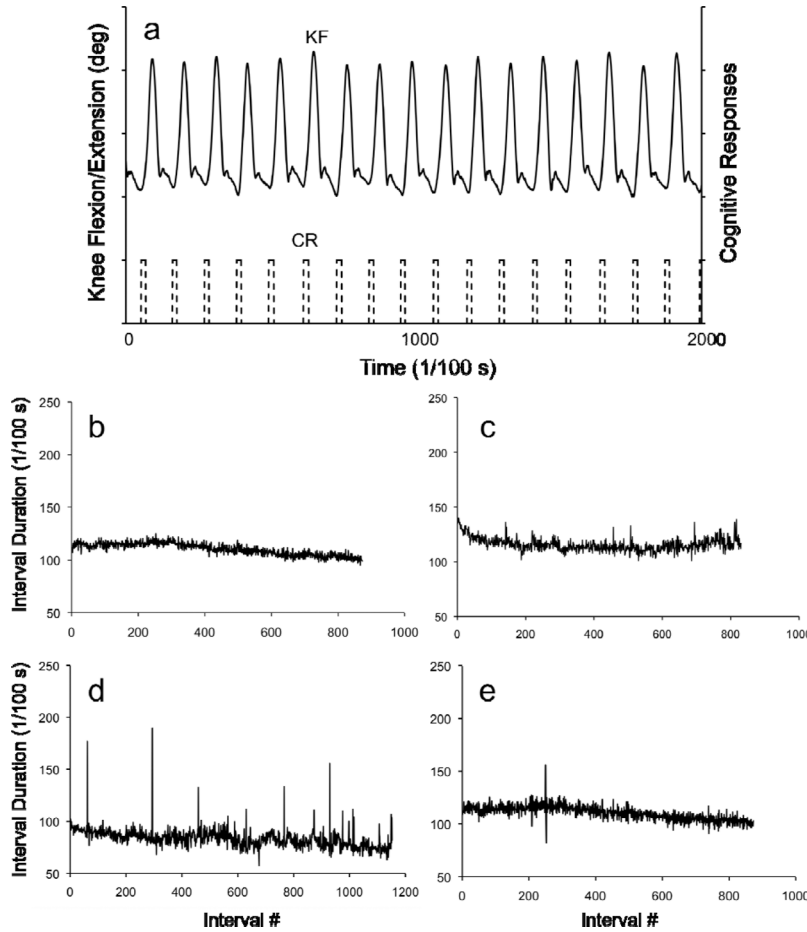 a
KF
Knee Flexion/Extension (deg)
Cognitive Responses
CR
0 1000 2000
Time (1/100 s)
b
Interval Duration (1/100 s)
250
200
150
100
50
0 200 400 600 800 1000
c
250
200
150
100
50
0 200 400 600 800 1000
d
Interval Duration (1/100 s)
250
200
150
100
50
0 200 400 600 800 1000 1200
Interval #
e
250
200
150
100
50
0 200 400 600 800 1000
Interval #